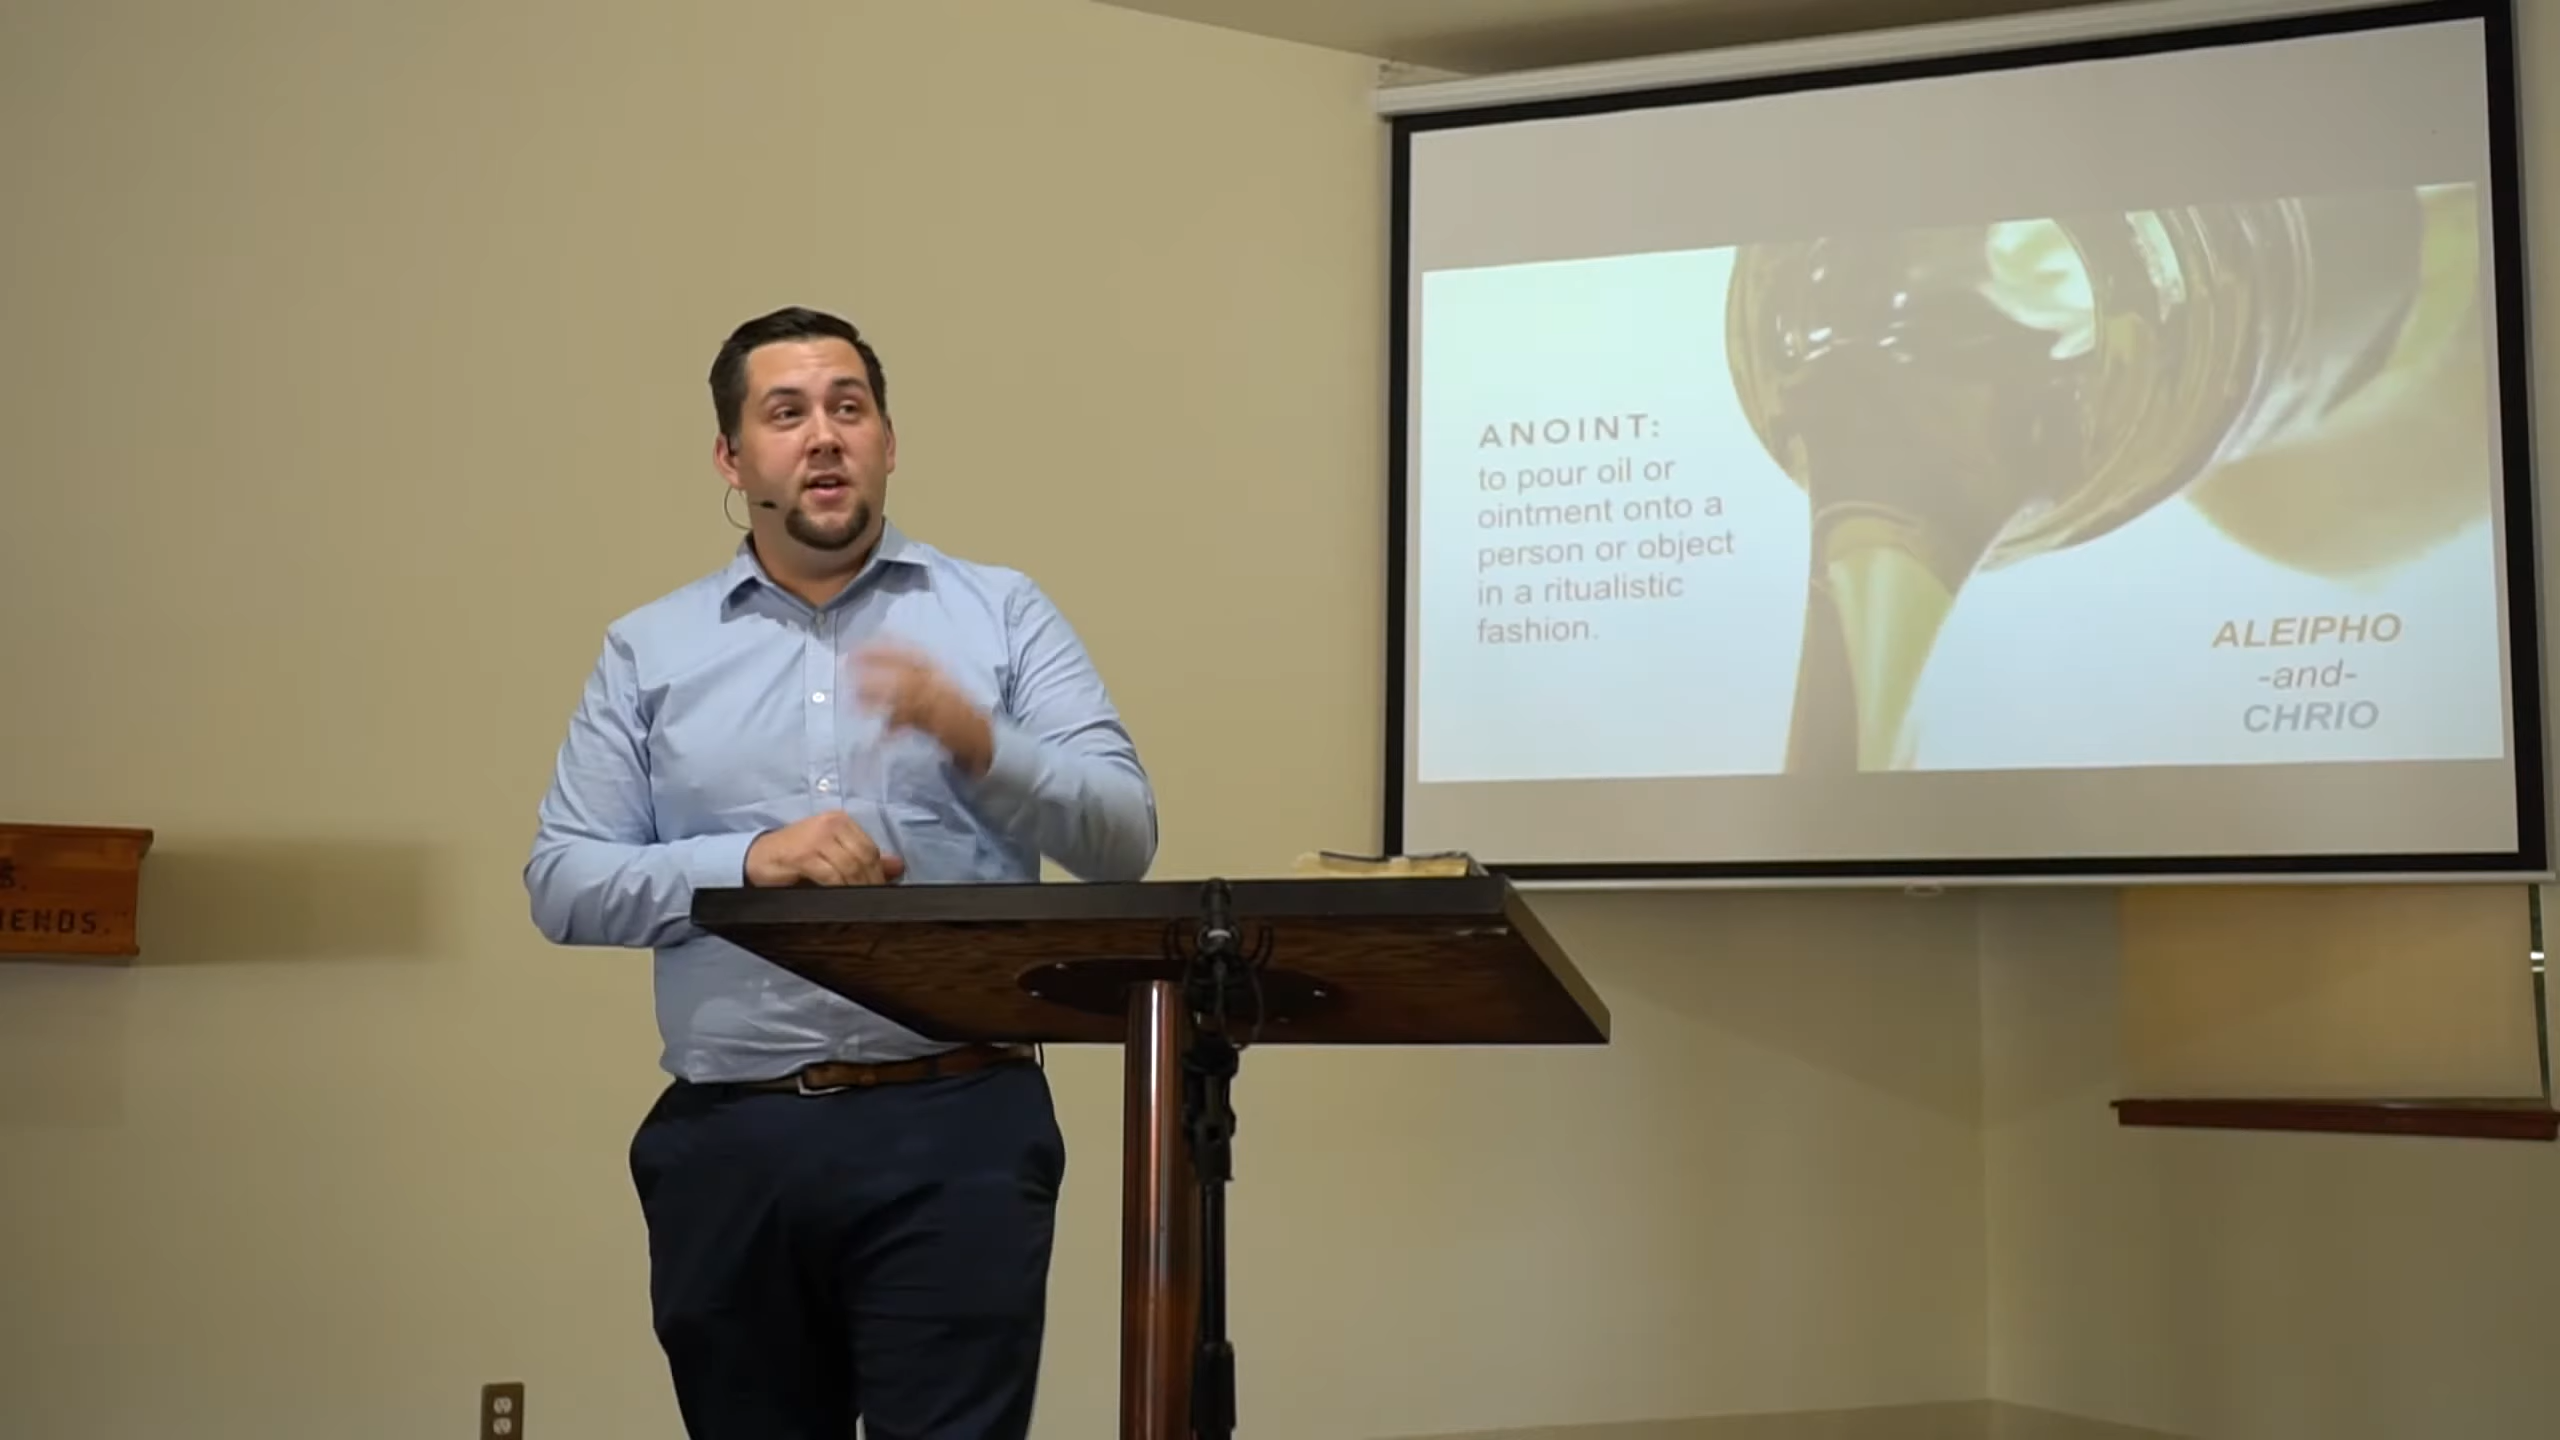 ANOINT:
to pour oil or
ointment onto a
person or object
in a ritualistic
fashion.
ALEIPHO
-and-
CHRIO